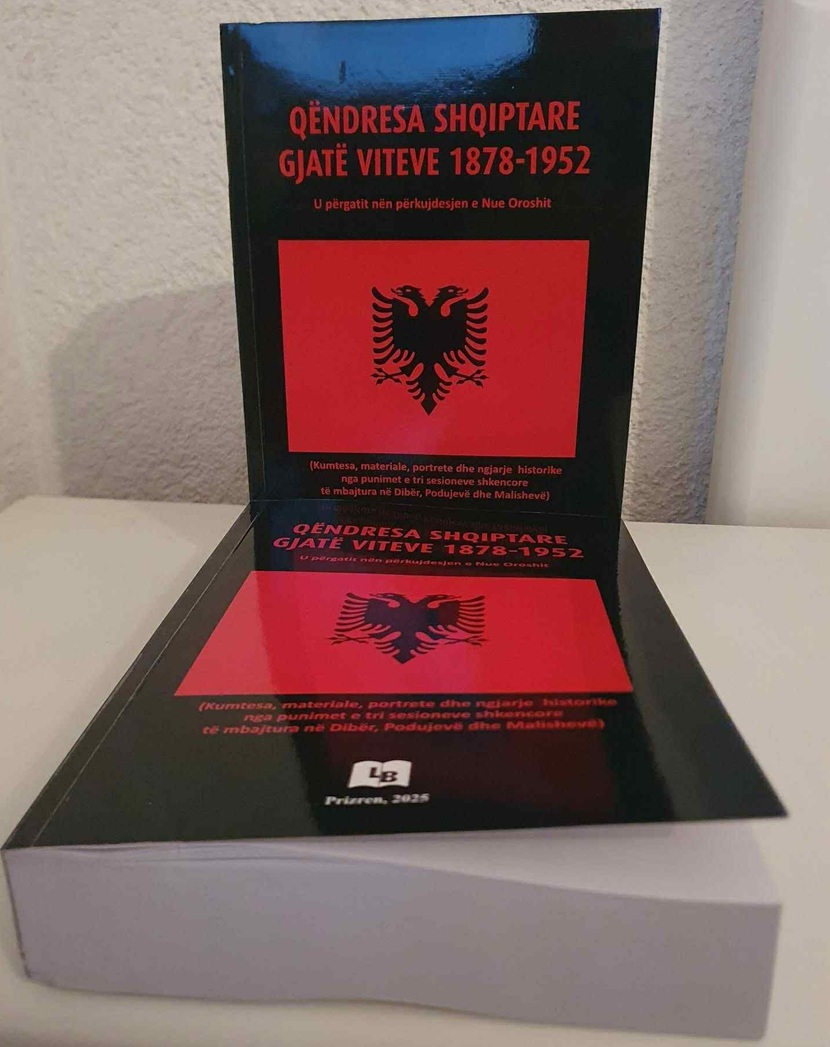 QËNDRESA SHQIPTARE
GJATË VITEVE 1878-1952
U përgatit nën përkujdesjen e Nue Oroshit
(Kumtesa, materiale, portrete dhe ngjarje historike
nga punimet e tri sesioneve shkencore
të mbajtura në Dibër, Podujevë dhe Malishevë)
QËNDRESA SHQIPTARE
GJATË VITEVE 1878-1952
U përgatit nën përkujdesjen e Nue Oroshit
(Kumtesa, materiale, portrete dhe ngjarje historike
nga punimet e tri sesioneve shkencore
të mbajtura në Dibër, Podujevë dhe Malishevë)
LB
Prizren, 2025